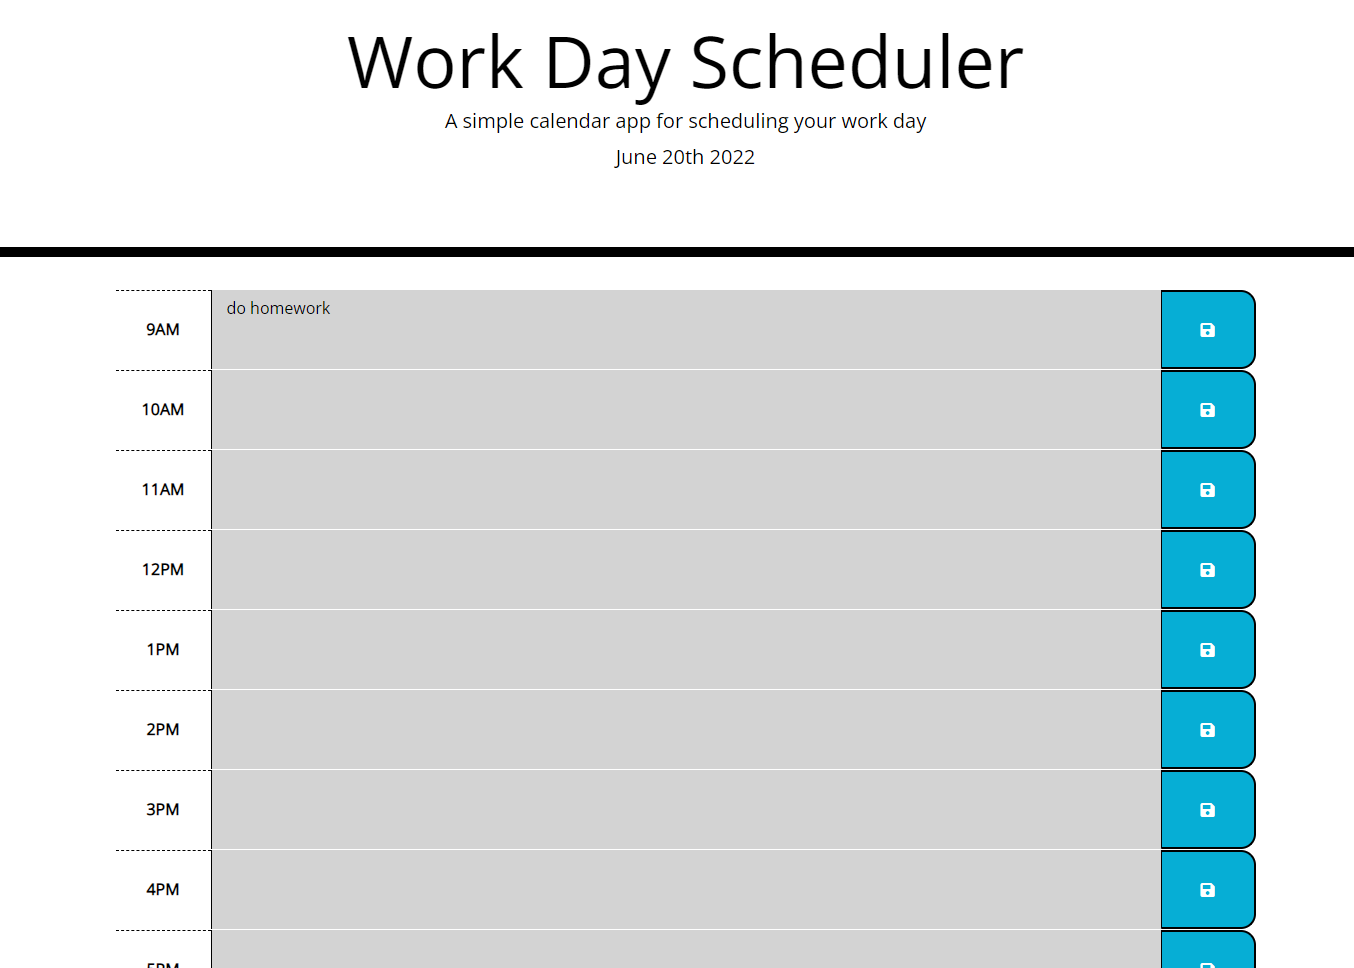 Work Day Scheduler
A simple calendar app for scheduling your work day
June 20th 2022
9AM
do homework
10AM
11AM
12PM
1PM
2PM
3PM
4PM
5PM